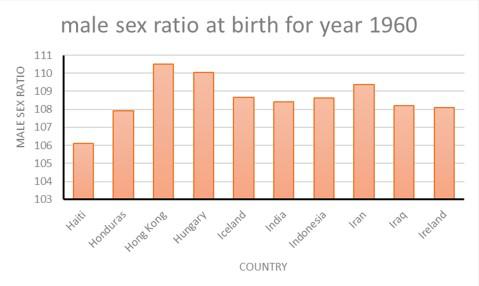 male sex ratio at birth for year 1960
MALE SEX RATIO
111
110
109
108
107
106
105
104
103
Haiti
Honduras
Hong Kong
Hungary
Iceland
India
Indonesia
Iran
Iraq
Ireland
COUNTRY